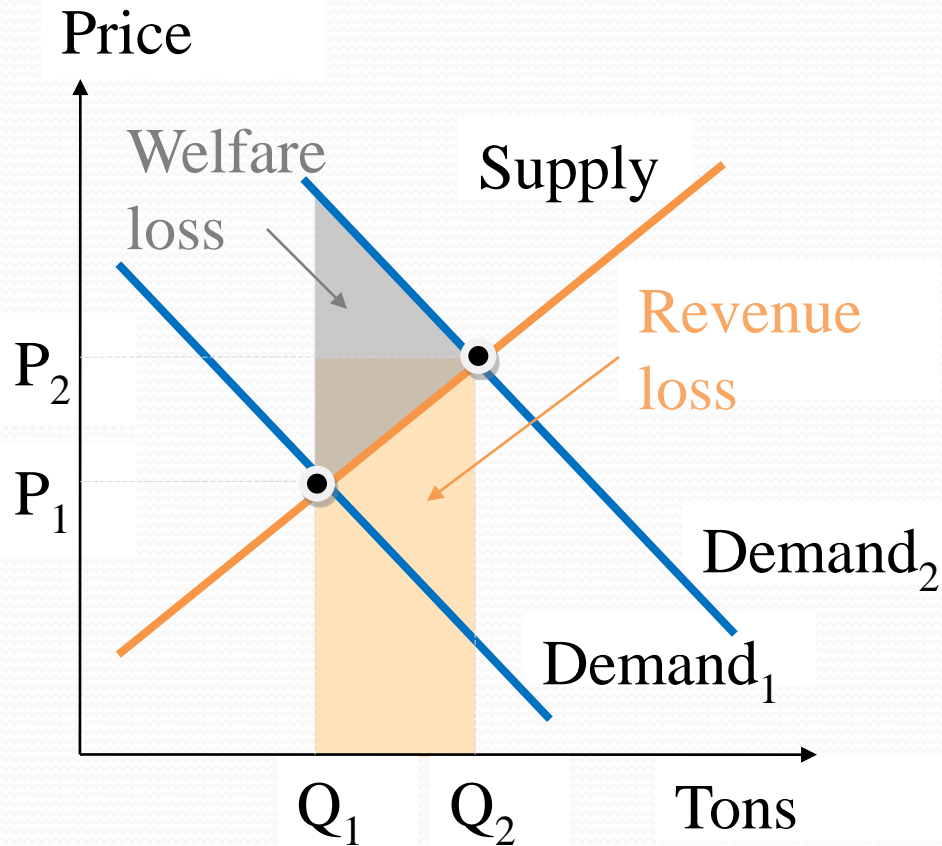 Price
Welfare
loss
Supply
Revenue
loss
P₂
P₁
Demand₂
Demand₁
Q₁
Q₂
Tons